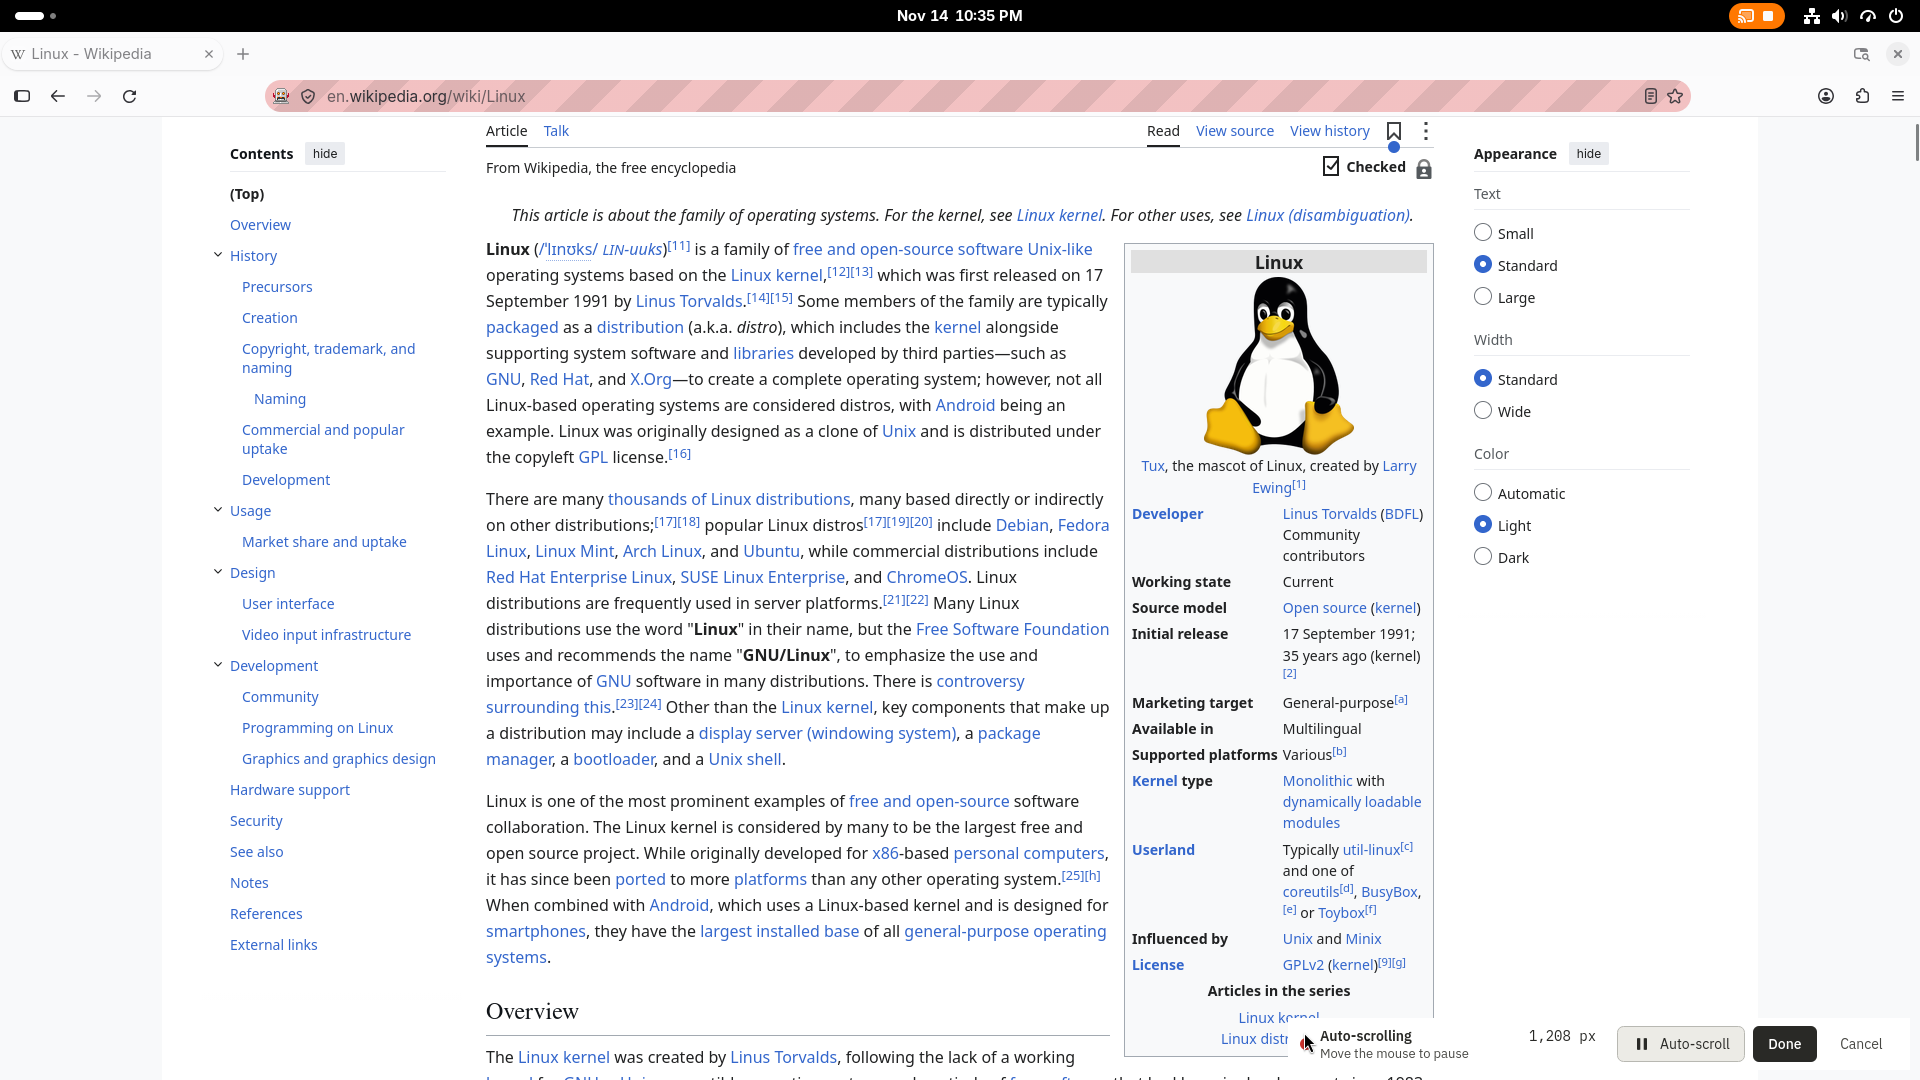 Nov 14 10:35 PM
Linux - Wikipedia
en.wikipedia.org/wiki/Linux
Contents hide
(Top)
Overview
History
Precursors
Creation
Copyright, trademark, and
naming
Naming
Commercial and popular
uptake
Development
Usage
Market share and uptake
Design
User interface
Video input infrastructure
Development
Community
Programming on Linux
Graphics and graphics design
Hardware support
Security
See also
Notes
References
External links
Article Talk Read View source View history
From Wikipedia, the free encyclopedia Checked
This article is about the family of operating systems. For the kernel, see Linux kernel. For other uses, see Linux (disambiguation).
Linux (/ˈlɪnʊks/ LIN-uuks)[11] is a family of free and open-source software Unix-like
operating systems based on the Linux kernel,[12][13] which was first released on 17
September 1991 by Linus Torvalds.[14][15] Some members of the family are typically
packaged as a distribution (a.k.a. distro), which includes the kernel alongside
supporting system software and libraries developed by third parties—such as
GNU, Red Hat, and X.Org—to create a complete operating system; however, not all
Linux-based operating systems are considered distros, with Android being an
example. Linux was originally designed as a clone of Unix and is distributed under
the copyleft GPL license.[16]
There are many thousands of Linux distributions, many based directly or indirectly
on other distributions;[17][18] popular Linux distros[17][19][20] include Debian, Fedora
Linux, Linux Mint, Arch Linux, and Ubuntu, while commercial distributions include
Red Hat Enterprise Linux, SUSE Linux Enterprise, and ChromeOS. Linux
distributions are frequently used in server platforms.[21][22] Many Linux
distributions use the word "Linux" in their name, but the Free Software Foundation
uses and recommends the name "GNU/Linux", to emphasize the use and
importance of GNU software in many distributions. There is controversy
surrounding this.[23][24] Other than the Linux kernel, key components that make up
a distribution may include a display server (windowing system), a package
manager, a bootloader, and a Unix shell.
Linux is one of the most prominent examples of free and open-source software
collaboration. The Linux kernel is considered by many to be the largest free and
open source project. While originally developed for x86-based personal computers,
it has since been ported to more platforms than any other operating system.[25][h]
When combined with Android, which uses a Linux-based kernel and is designed for
smartphones, they have the largest installed base of all general-purpose operating
systems.
Overview
The Linux kernel was created by Linus Torvalds, following the lack of a working
Linux
Tux, the mascot of Linux, created by Larry
Ewing[1]
Developer Linus Torvalds (BDFL)
Community
contributors
Working state Current
Source model Open source (kernel)
Initial release 17 September 1991;
35 years ago (kernel)
[2]
Marketing target General-purpose[a]
Available in Multilingual
Supported platforms Various[b]
Kernel type Monolithic with
dynamically loadable
modules
Userland Typically util-linux[c]
and one of
coreutils[d], BusyBox,
[e] or Toybox[f]
Influenced by Unix and Minix
License GPLv2 (kernel)[9][g]
Articles in the series
Linux kernel
Linux distr
Appearance hide
Text
Small
Standard
Large
Width
Standard
Wide
Color
Automatic
Light
Dark
Auto-scrolling
Move the mouse to pause
1,208 px
Auto-scroll
Done
Cancel